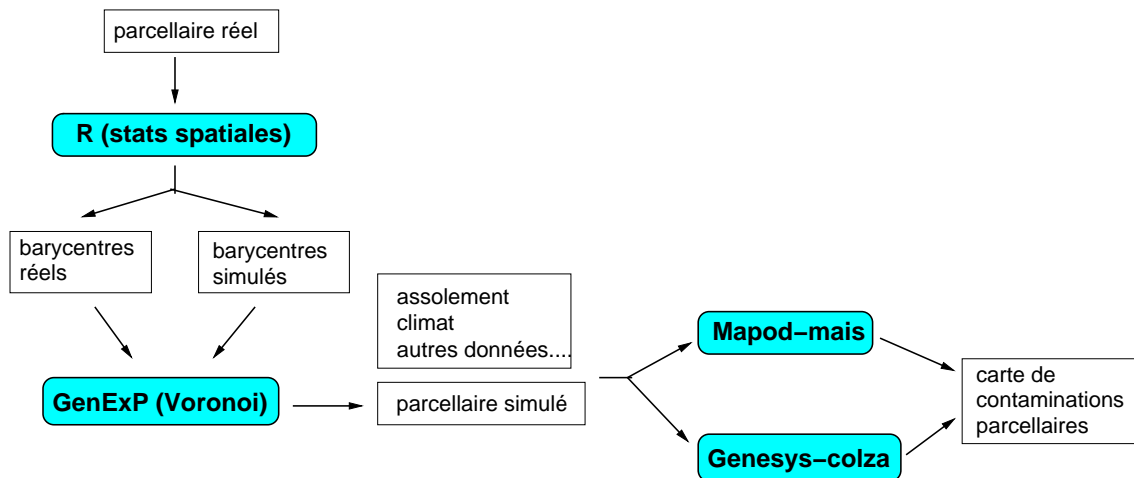 parcellaire réel
R (stats spatiales)
barycentres
réels
barycentres
simulés
assolement
climat
autres données....
Mapod−mais
GenExP (Voronoi)
parcellaire simulé
carte de
contaminations
parcellaires
Genesys−colza